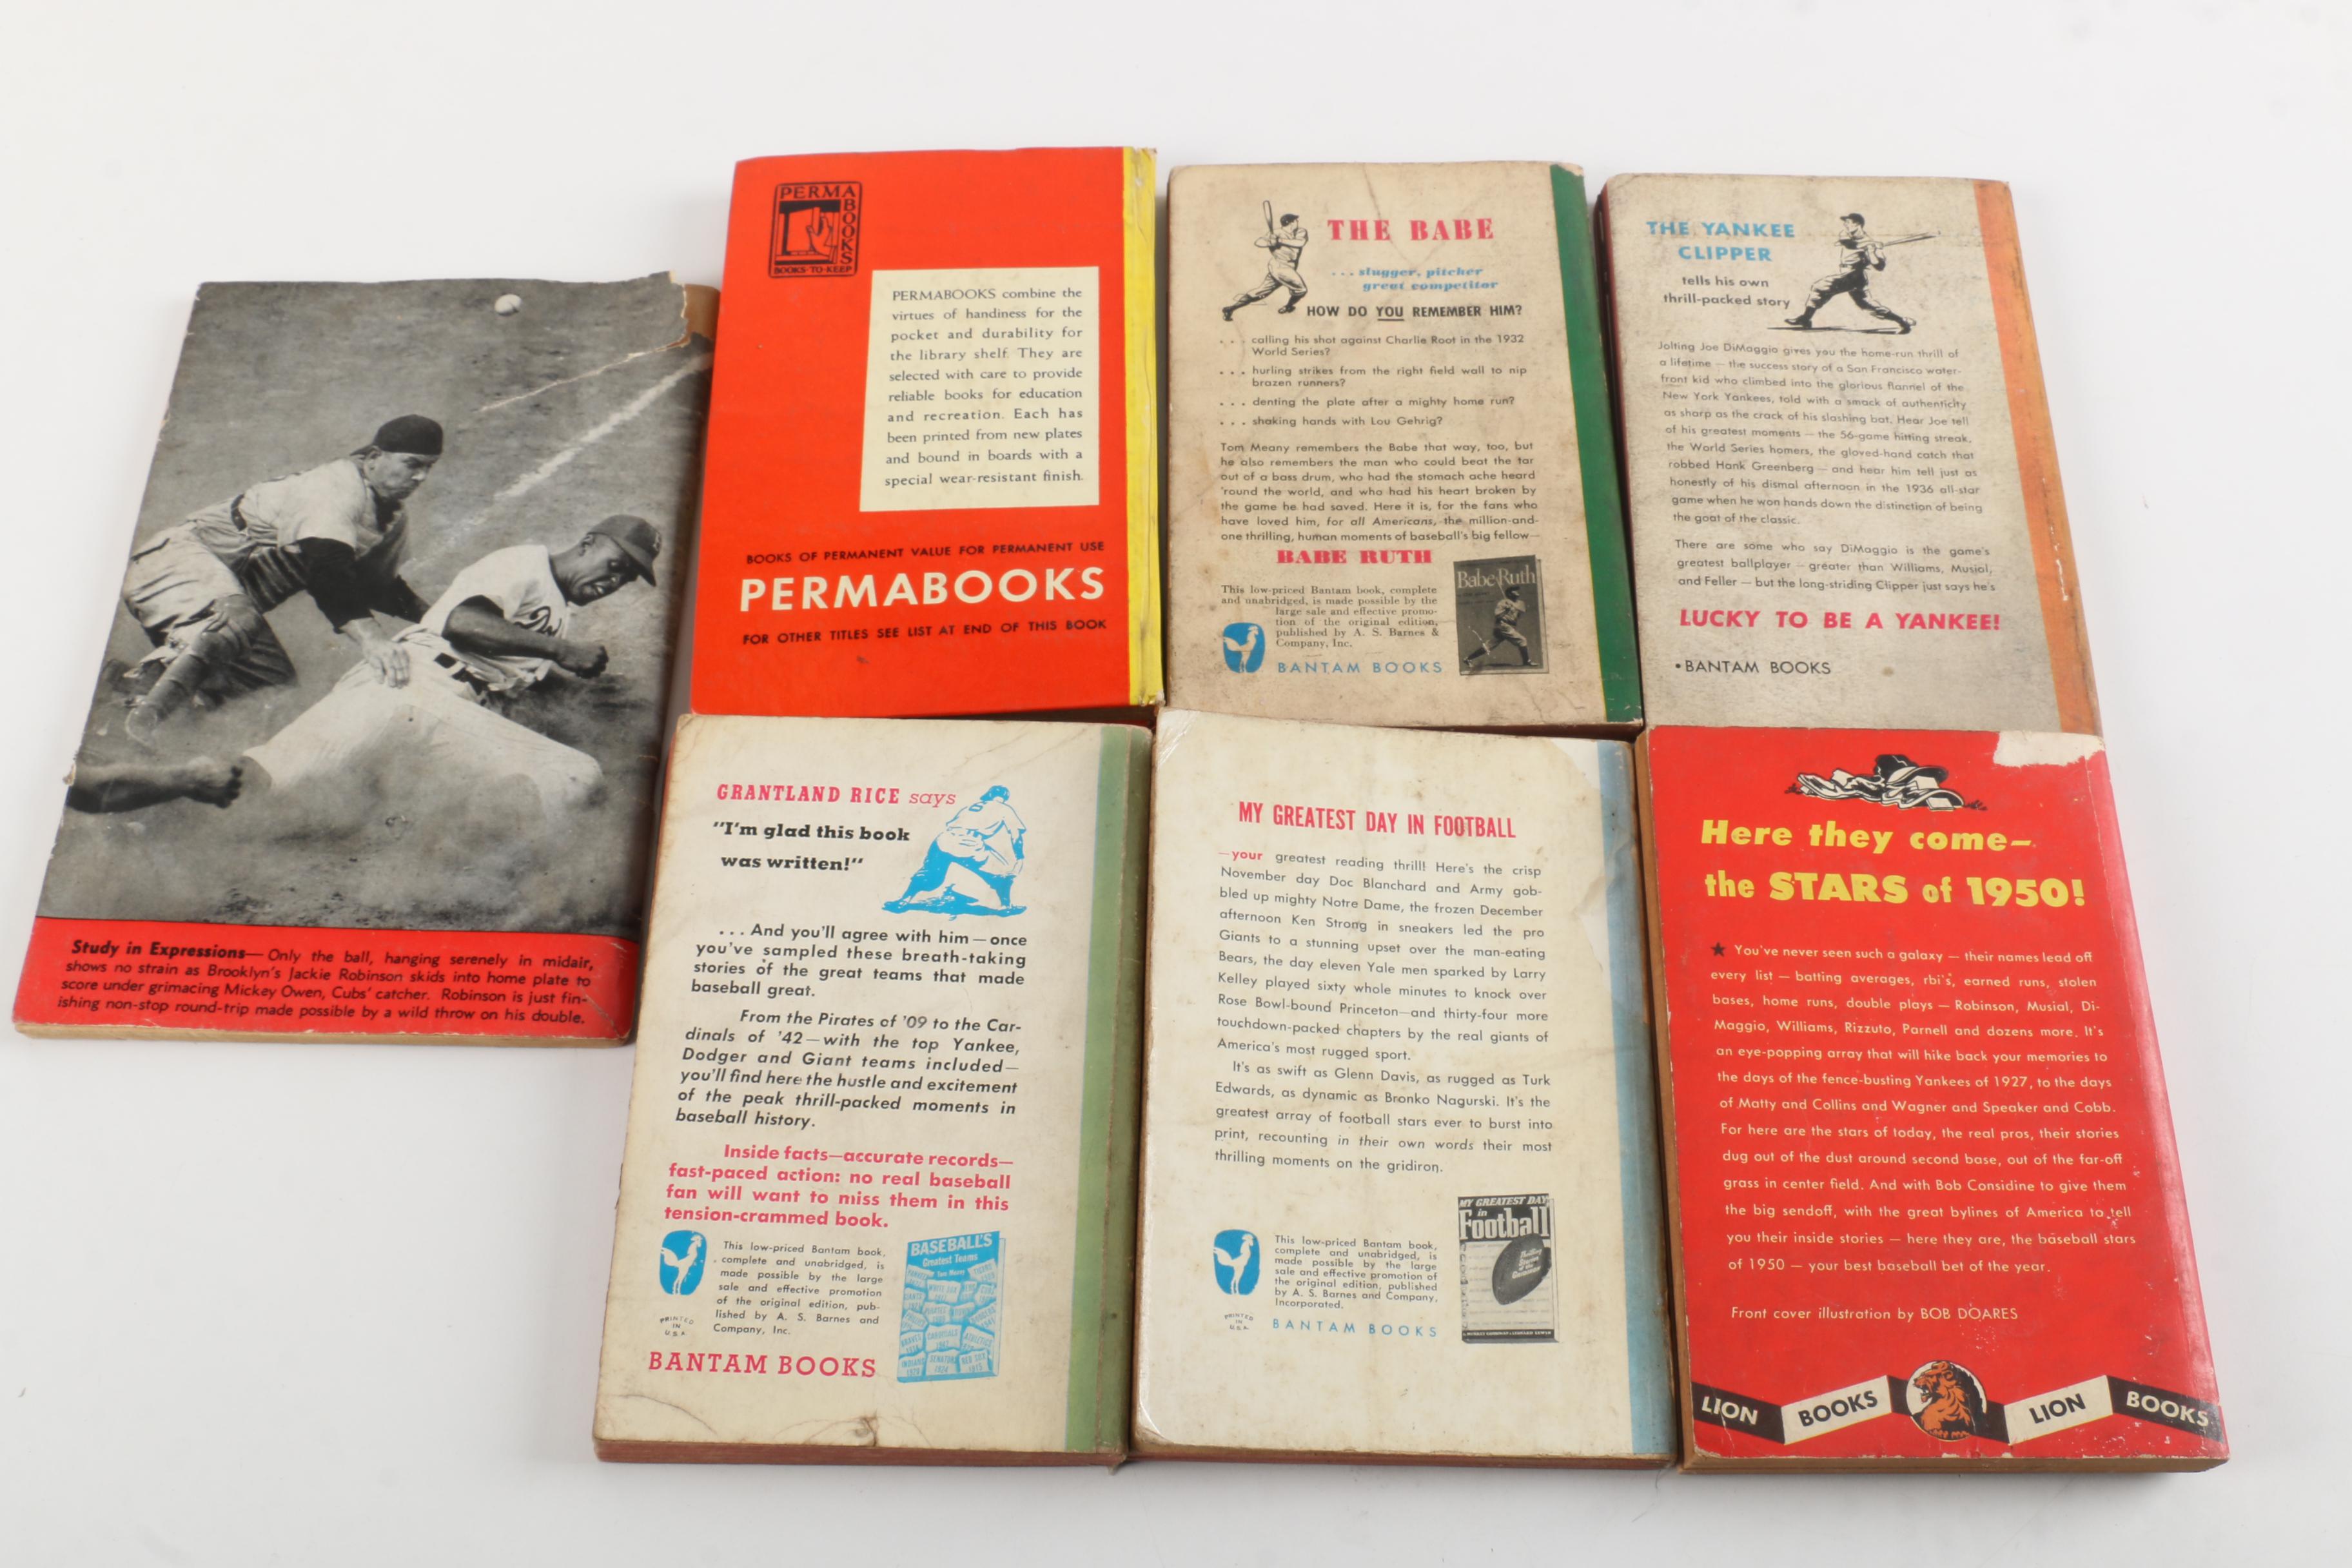 Study in Expressions— Only the ball, hanging serenely in midair,
shows no strain as Brooklyn's Jackie Robinson skids into home plate to
score under grimacing Mickey Owen, Cubs' catcher. Robinson is just fin-
ishing non-stop round-trip made possible by a wild throw on his double.
PERMA
BOOKS
BOOKS-TO-KEEP
PERMABOOKS combine the
virtues of handiness for the
pocket and durability for
the library shelf. They are
selected with care to provide
reliable books for education
and recreation. Each has
been printed from new plates
and bound in boards with a
special wear-resistant finish.
BOOKS OF PERMANENT VALUE FOR PERMANENT USE
PERMABOOKS
FOR OTHER TITLES SEE LIST AT END OF THIS BOOK
THE BABE
...slugger, pitcher
great competitor
HOW DO YOU REMEMBER HIM?
... calling his shot against Charlie Root in the 1932
World Series?
... hurling strikes from the right field wall to nip
brazen runners?
... denting the plate after a mighty home run?
... shaking hands with Lou Gehrig?
Tom Meany remembers the Babe that way, too, but
he also remembers the man who could beat the tar
out of a bass drum, who had the stomach ache heard
'round the world, and who had his heart broken by
the game he had saved. Here it is, for the fans who
have loved him, for all Americans, the million-and-
one thrilling, human moments of baseball's big fellow—
BABE RUTH
This low-priced Bantam book, complete
and unabridged, is made possible by the
large sale and effective promo-
tion of the original edition,
published by A. S. Barnes &
Company, Inc.
BANTAM BOOKS
Babe Ruth
THE YANKEE
CLIPPER
tells his own
thrill-packed story
Jolting Joe DiMaggio gives you the home-run thrill of
a lifetime — the success story of a San Francisco water-
front kid who climbed into the glorious flannel of the
New York Yankees, told with a smack of authenticity
as sharp as the crack of his slashing bat. Hear Joe tell
of his greatest moments — the 56-game hitting streak,
the World Series homers, the gloved-hand catch that
robbed Hank Greenberg — and hear him tell just as
honestly of his dismal afternoon in the 1936 all-star
game when he won hands down the distinction of being
the goat of the classic.
There are some who say DiMaggio is the game's
greatest ballplayer — greater than Williams, Musial,
and Feller — but the long-striding Clipper just says he's
LUCKY TO BE A YANKEE!
•BANTAM BOOKS
GRANTLAND RICE says
"I'm glad this book
was written!"
... And you'll agree with him—once
you've sampled these breath-taking
stories of the great teams that made
baseball great.
From the Pirates of '09 to the Car-
dinals of '42—with the top Yankee,
Dodger and Giant teams included—
you'll find here the hustle and excitement
of the peak thrill-packed moments in
baseball history.
Inside facts—accurate records—
fast-paced action: no real baseball
fan will want to miss them in this
tension-crammed book.
This low-priced Bantam book,
complete and unabridged, is
made possible by the large
sale and effective promotion
of the original edition, pub-
lished by A. S. Barnes and
Company, Inc.
PRINTED
IN
U.S.A.
BANTAM BOOKS
BASEBALL'S
Greatest Teams
MY GREATEST DAY IN FOOTBALL
—your greatest reading thrill! Here's the crisp
November day Doc Blanchard and Army gob-
bled up mighty Notre Dame, the frozen December
afternoon Ken Strong in sneakers led the pro
Giants to a stunning upset over the man-eating
Bears, the day eleven Yale men sparked by Larry
Kelley played sixty whole minutes to knock over
Rose Bowl-bound Princeton—and thirty-four more
touchdown-packed chapters by the real giants of
America's most rugged sport.
It's as swift as Glenn Davis, as rugged as Turk
Edwards, as dynamic as Bronko Nagurski. It's the
greatest array of football stars ever to burst into
print, recounting in their own words their most
thrilling moments on the gridiron.
This low-priced Bantam book,
complete and unabridged, is
made possible by the large
sale and effective promotion of
the original edition, published
by A. S. Barnes and Company,
Incorporated.
PRINTED
IN
U.S.A.
BANTAM BOOKS
MY GREATEST DAY
in
Football
Here they come—
the STARS of 1950!
★ You've never seen such a galaxy — their names lead off
every list — batting averages, rbi's, earned runs, stolen
bases, home runs, double plays — Robinson, Musial, Di-
Maggio, Williams, Rizzuto, Parnell and dozens more. It's
an eye-popping array that will hike back your memories to
the days of the fence-busting Yankees of 1927, to the days
of Matty and Collins and Wagner and Speaker and Cobb.
For here are the stars of today, the real pros, their stories
dug out of the dust around second base, out of the far-off
grass in center field. And with Bob Considine to give them
the big sendoff, with the great bylines of America to tell
you their inside stories — here they are, the baseball stars
of 1950 — your best baseball bet of the year.
Front cover illustration by BOB DOARES
LION BOOKS LION BOOKS